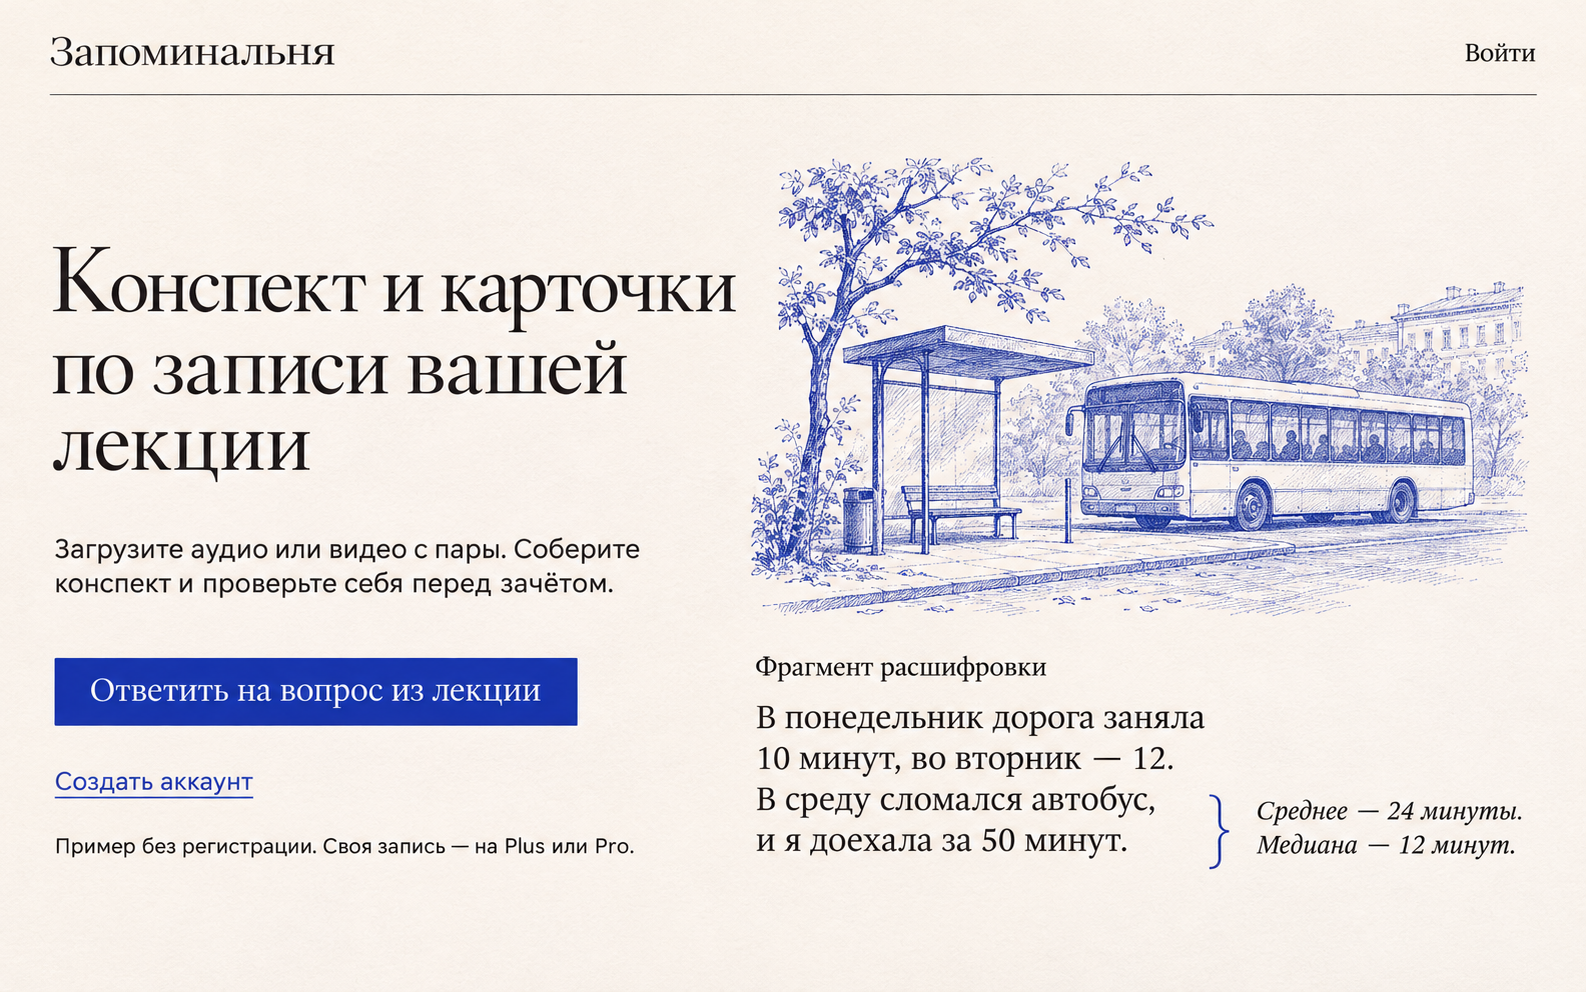 Запоминальня
Войти
Конспект и карточки
по записи вашей
лекции
Загрузите аудио или видео с пары. Соберите
конспект и проверьте себя перед зачётом.
Ответить на вопрос из лекции
Создать аккаунт
Пример без регистрации. Своя запись — на Plus или Pro.
Фрагмент расшифровки
В понедельник дорога заняла
10 минут, во вторник — 12.
В среду сломался автобус,
и я доехала за 50 минут.
Среднее — 24 минуты.
Медиана — 12 минут.